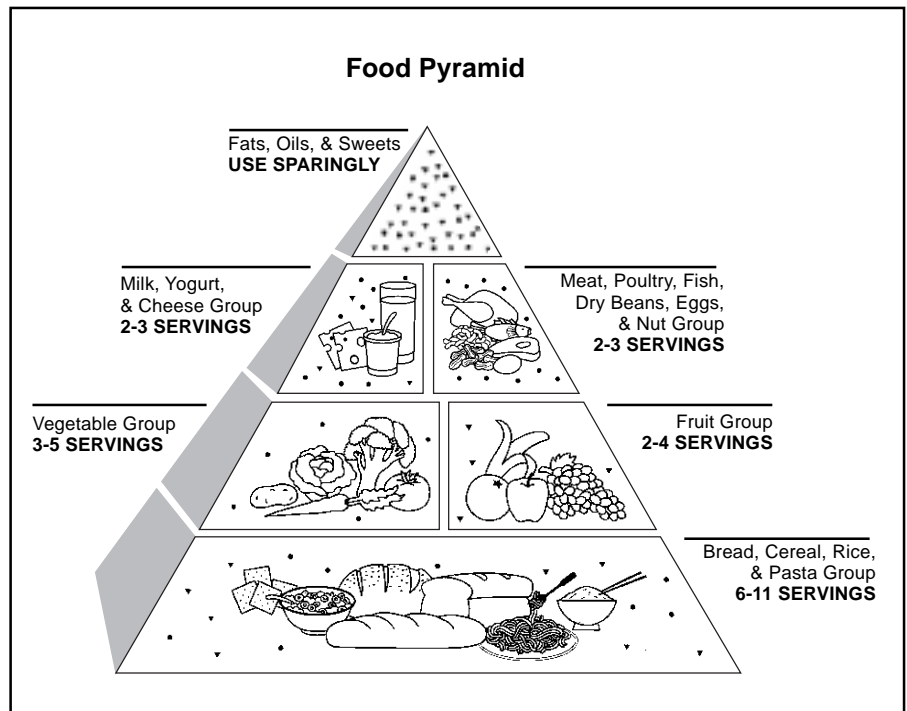 Food Pyramid
Fats, Oils, & Sweets
USE SPARINGLY
Milk, Yogurt,
& Cheese Group
2-3 SERVINGS
Meat, Poultry, Fish,
Dry Beans, Eggs,
& Nut Group
2-3 SERVINGS
Vegetable Group
3-5 SERVINGS
Fruit Group
2-4 SERVINGS
Bread, Cereal, Rice,
& Pasta Group
6-11 SERVINGS